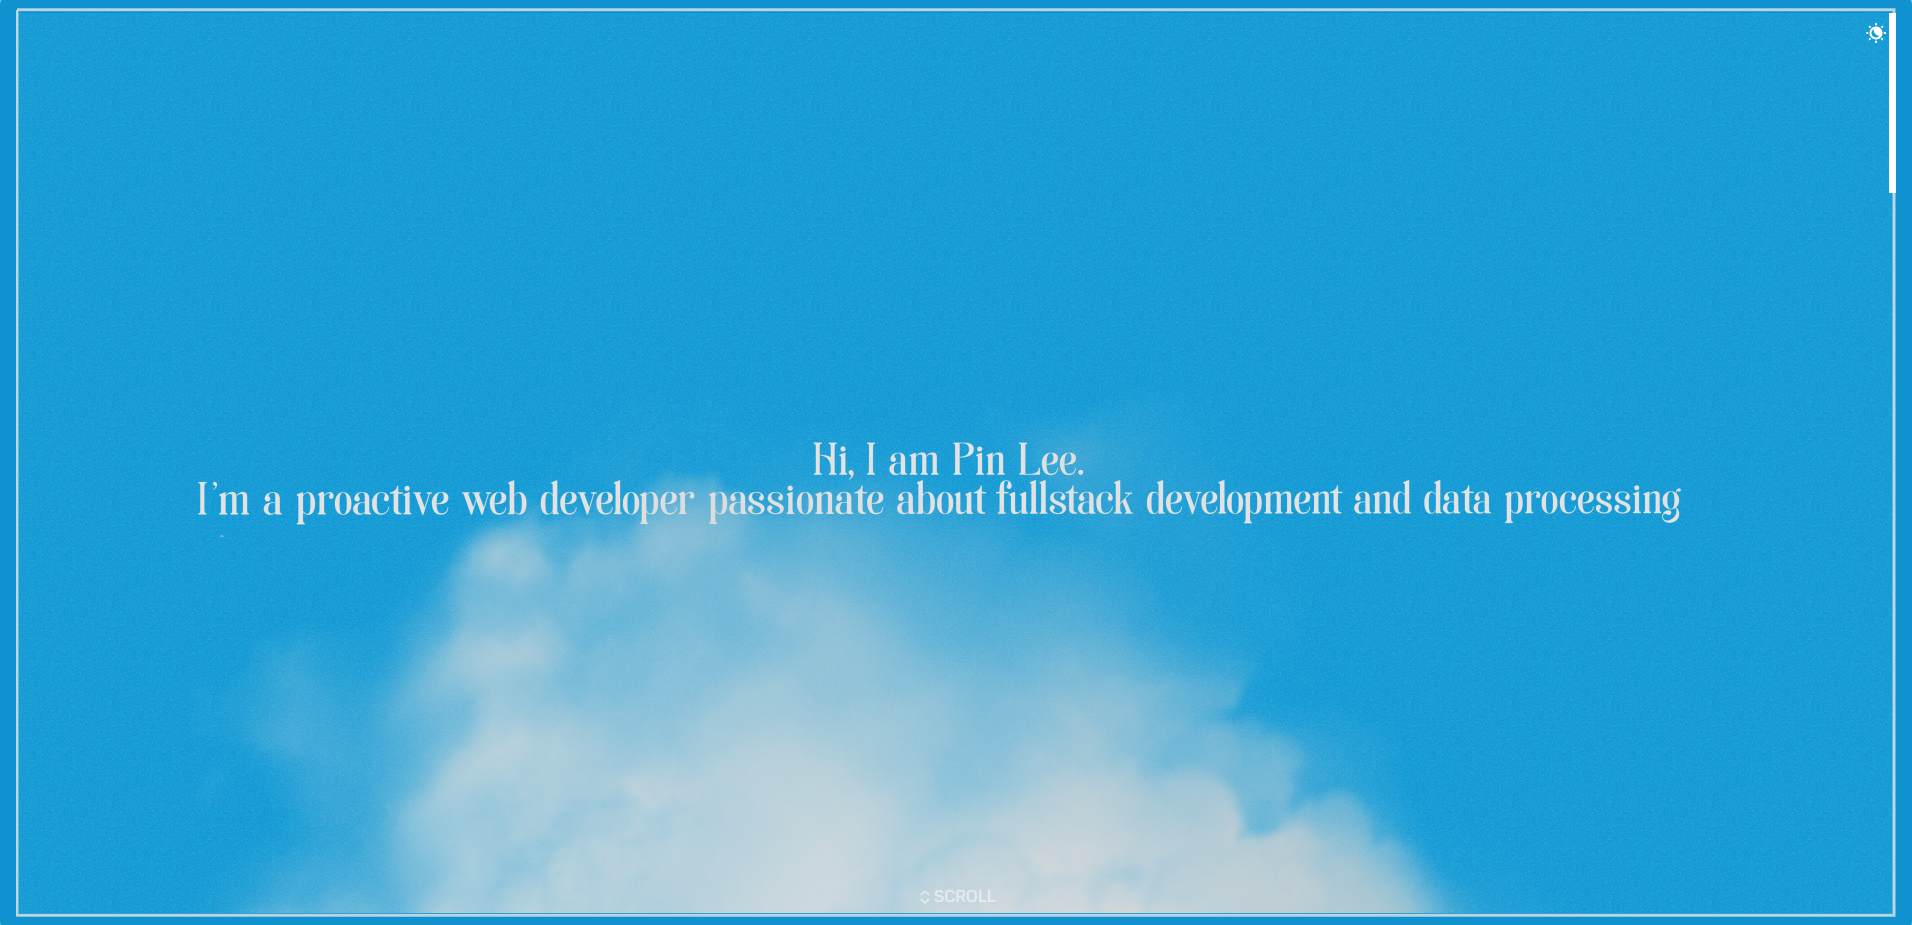 Hi, I am Pin Lee.
I'm a proactive web developer passionate about fullstack development and data processing
SCROLL